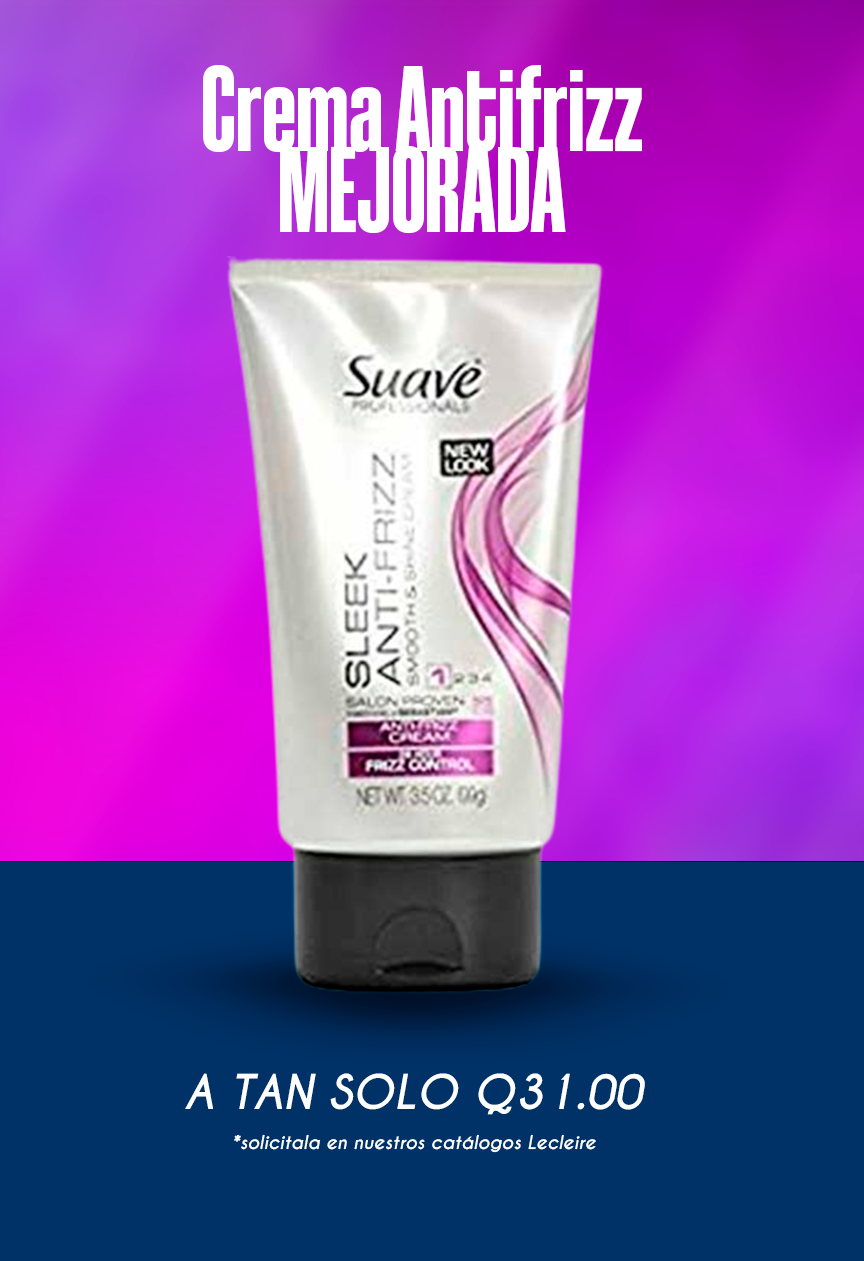 Crema Antifrizz
MEJORADA
Suave
PROFESSIONALS
NEW
LOOK
SLEEK
ANTI-FRIZZ
SMOOTH & SHINE CREAM
1 2 3 4
SALON PROVEN
ANTI-FRIZZ
CREAM
FRIZZ CONTROL
NET WT. 3.5 OZ. (99g)
A TAN SOLO Q31.00
*solicitala en nuestros catálogos Lecleire